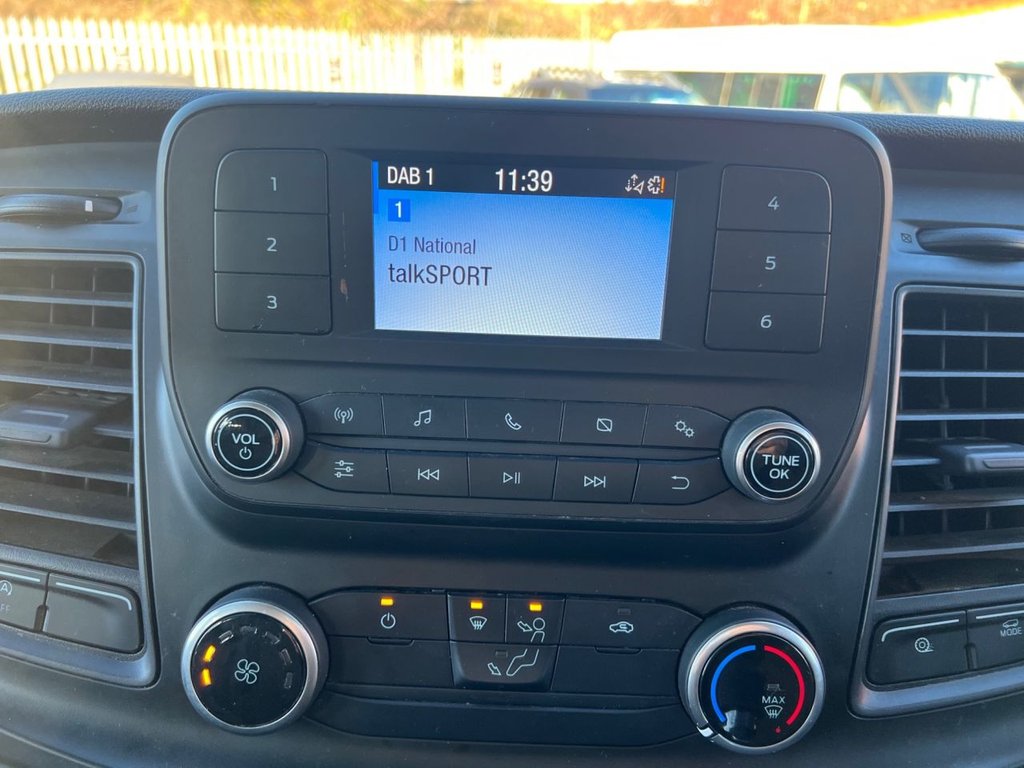 DAB 1 11:39
1
D1 National
talkSPORT
1
2
3
4
5
6
VOL
TUNE
OK
OFF
MAX
MODE